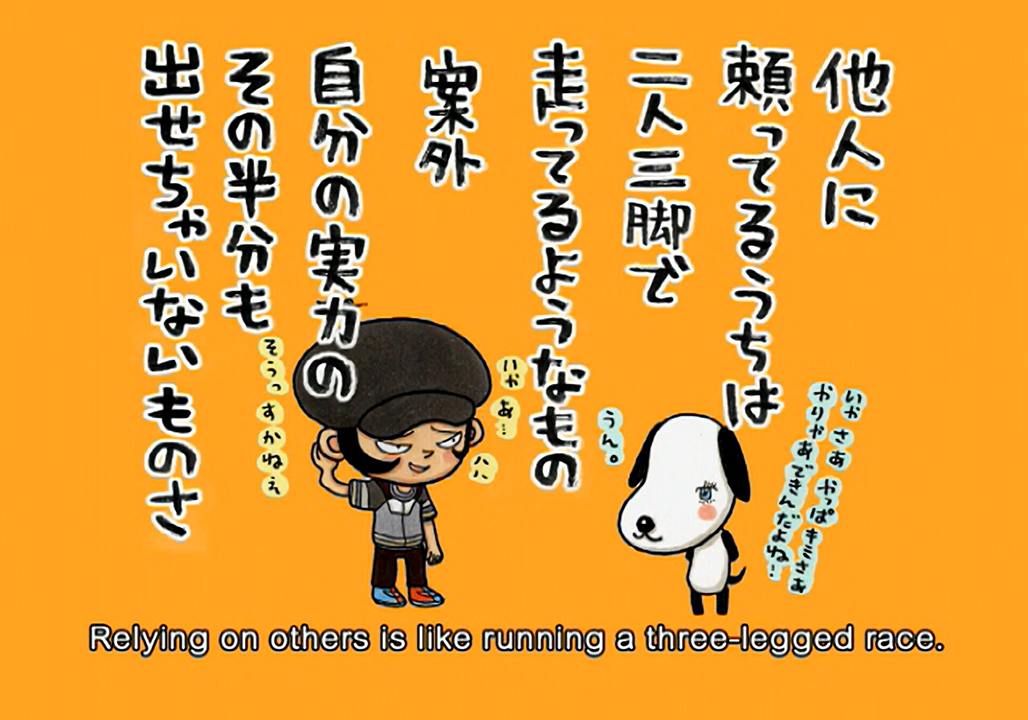 他人に
頼ってるうちは
二人三脚で
走ってるようなもの
案外
自分の実力の
その半分も
出せちゃいないものさ
いやさあ やっぱキミさあ
やりゃあできんだよね！
うん。
いやあ…
ハハ
そうっすかねぇ
Relying on others is like running a three-legged race.